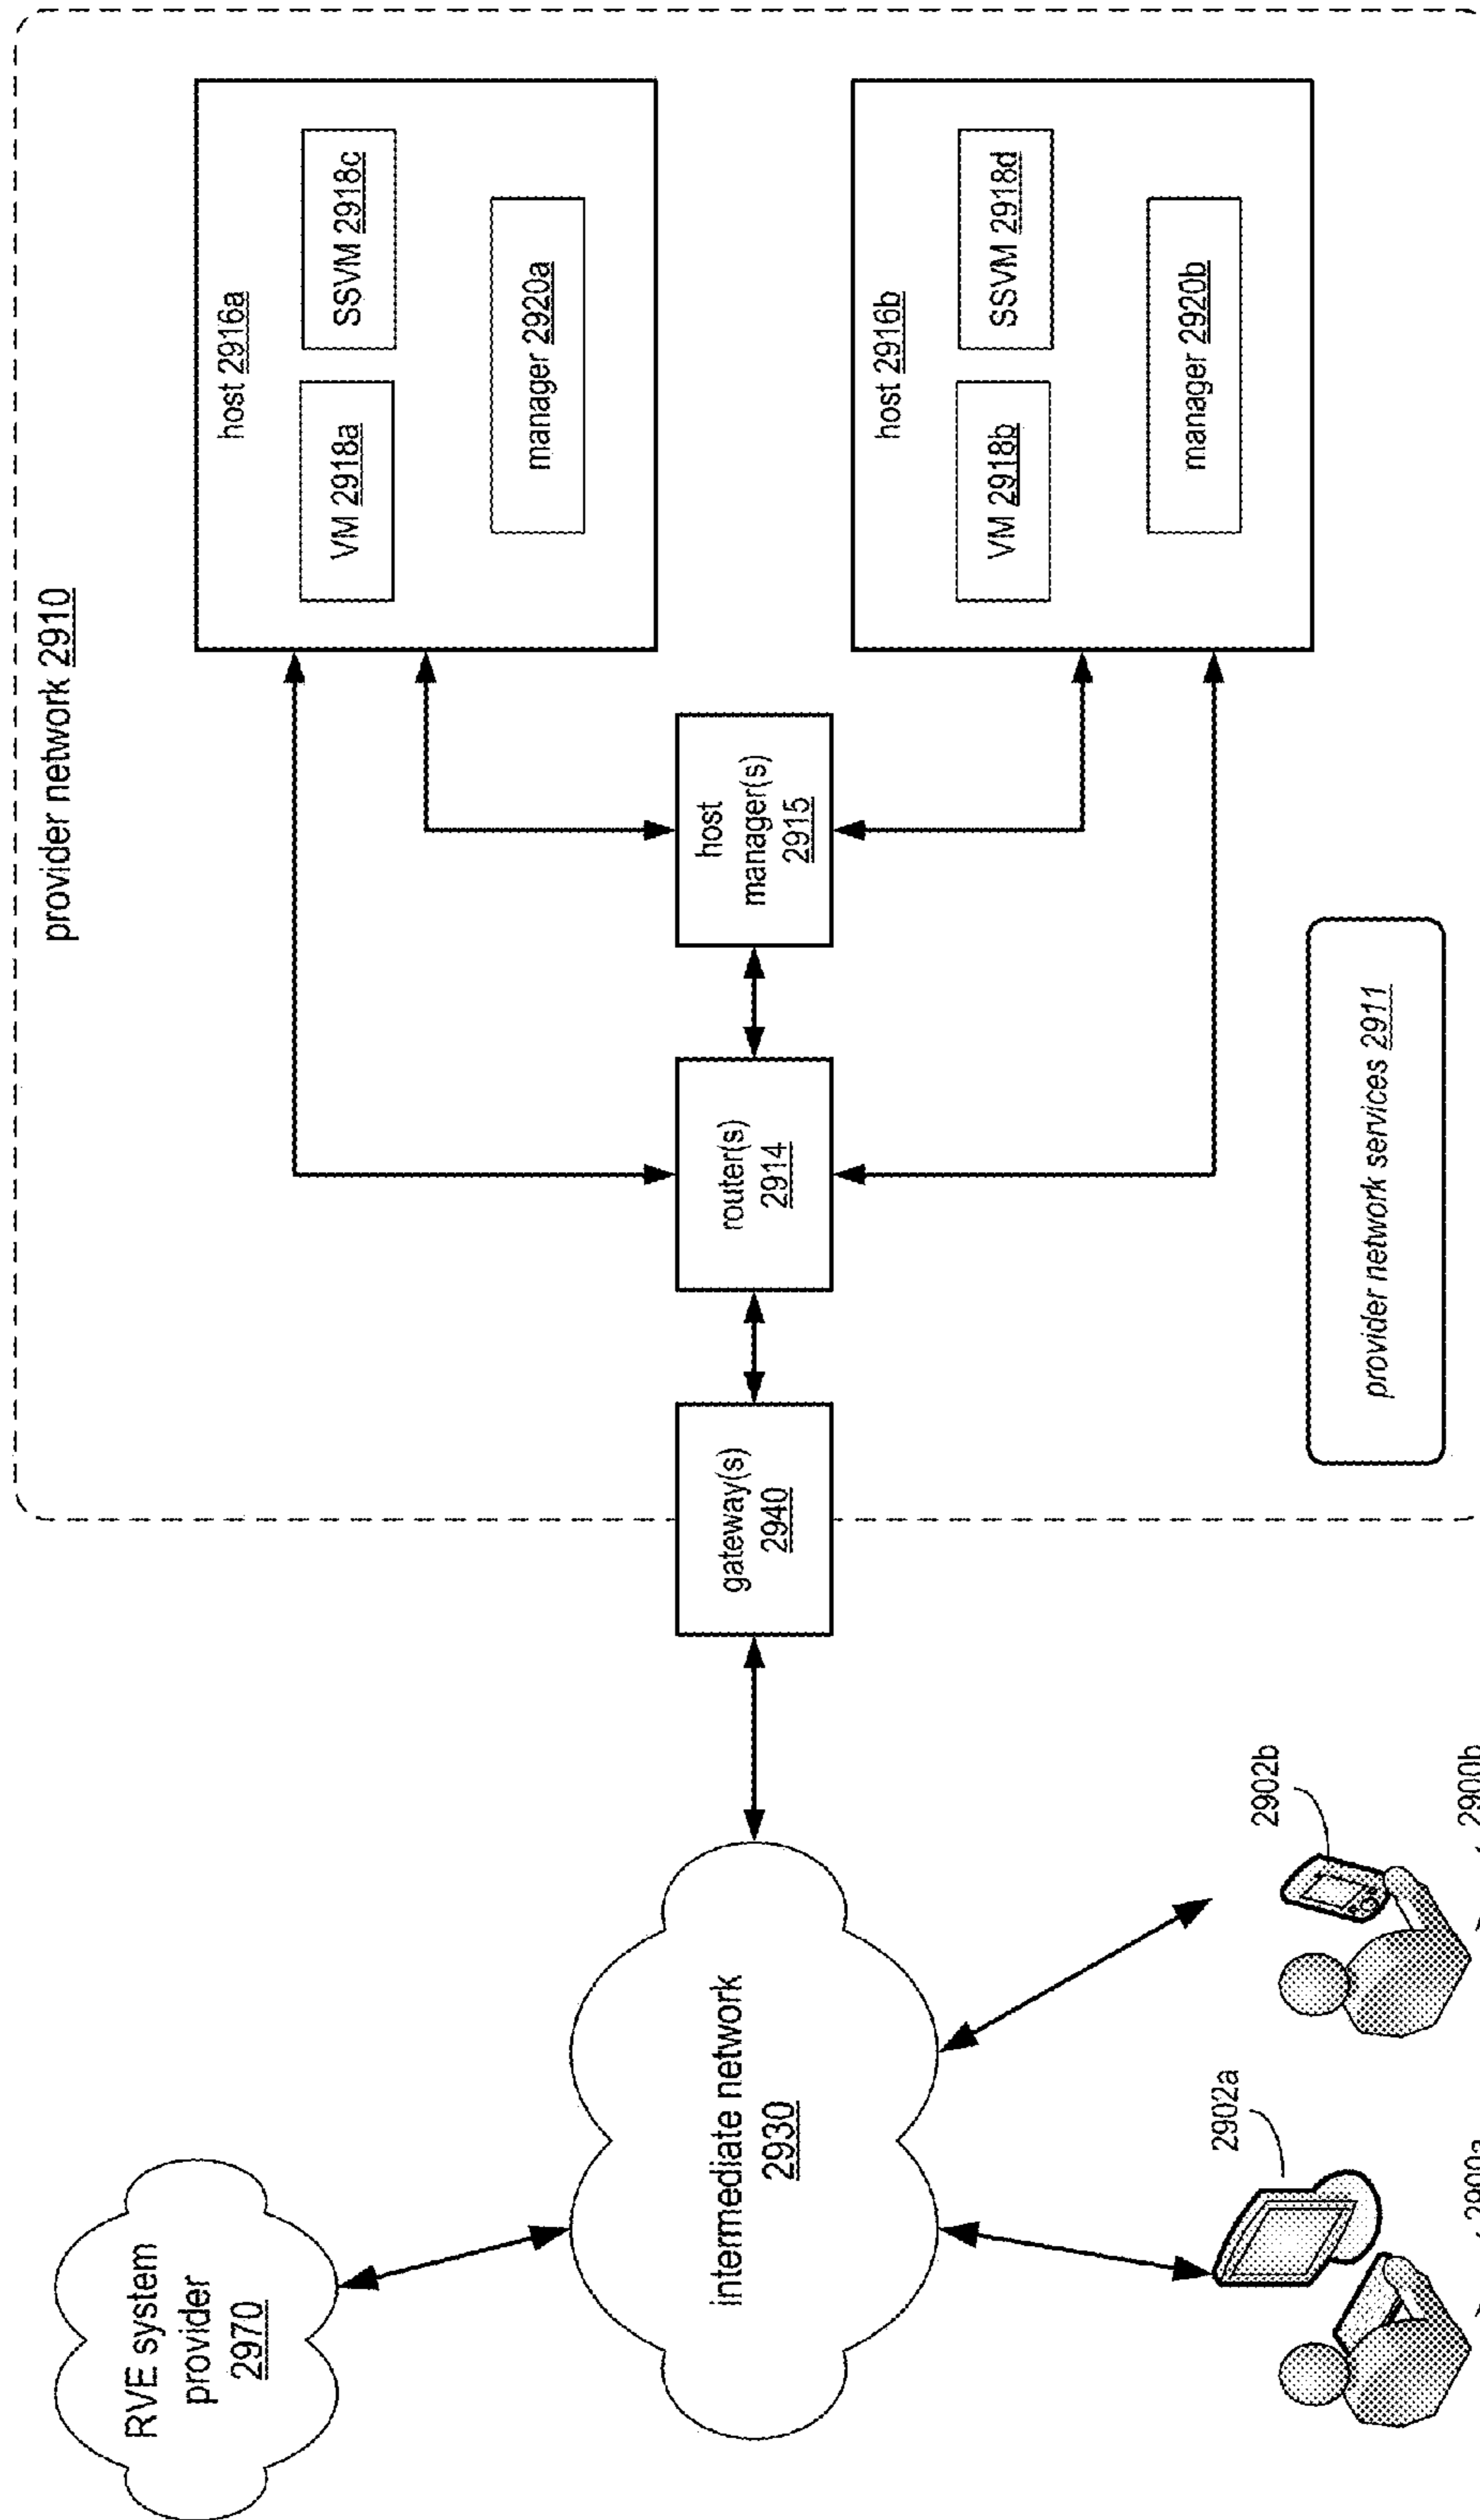 provider network 2910
host 2916a
VM 2918a
SSVM 2918c
manager 2920a
host 2916b
VM 2918b
SSVM 2918d
manager 2920b
host
manager(s)
2915
router(s)
2914
gateway(s)
2940
provider network services 2911
RVE system
provider
2970
intermediate network
2930
2902a
2902b
2900a
2900b